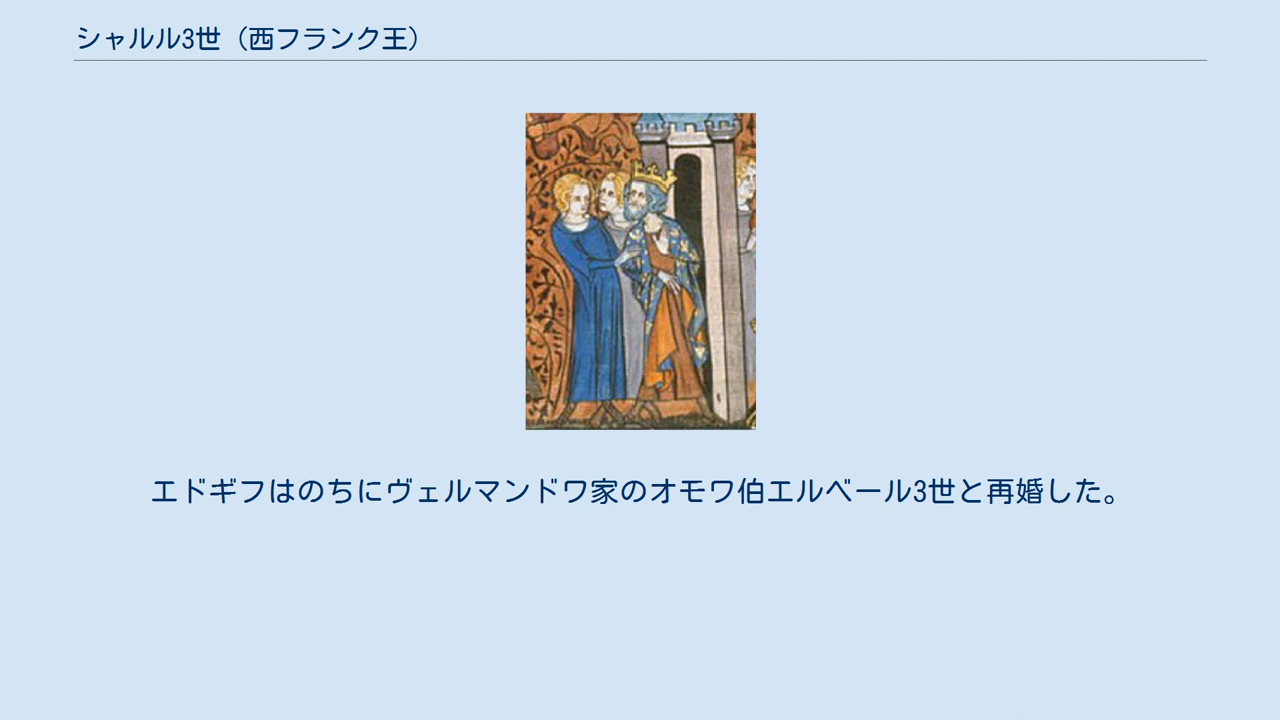 シャルル3世（西フランク王）
エドギフはのちにヴェルマンドワ家のオモワ伯エルベール3世と再婚した。